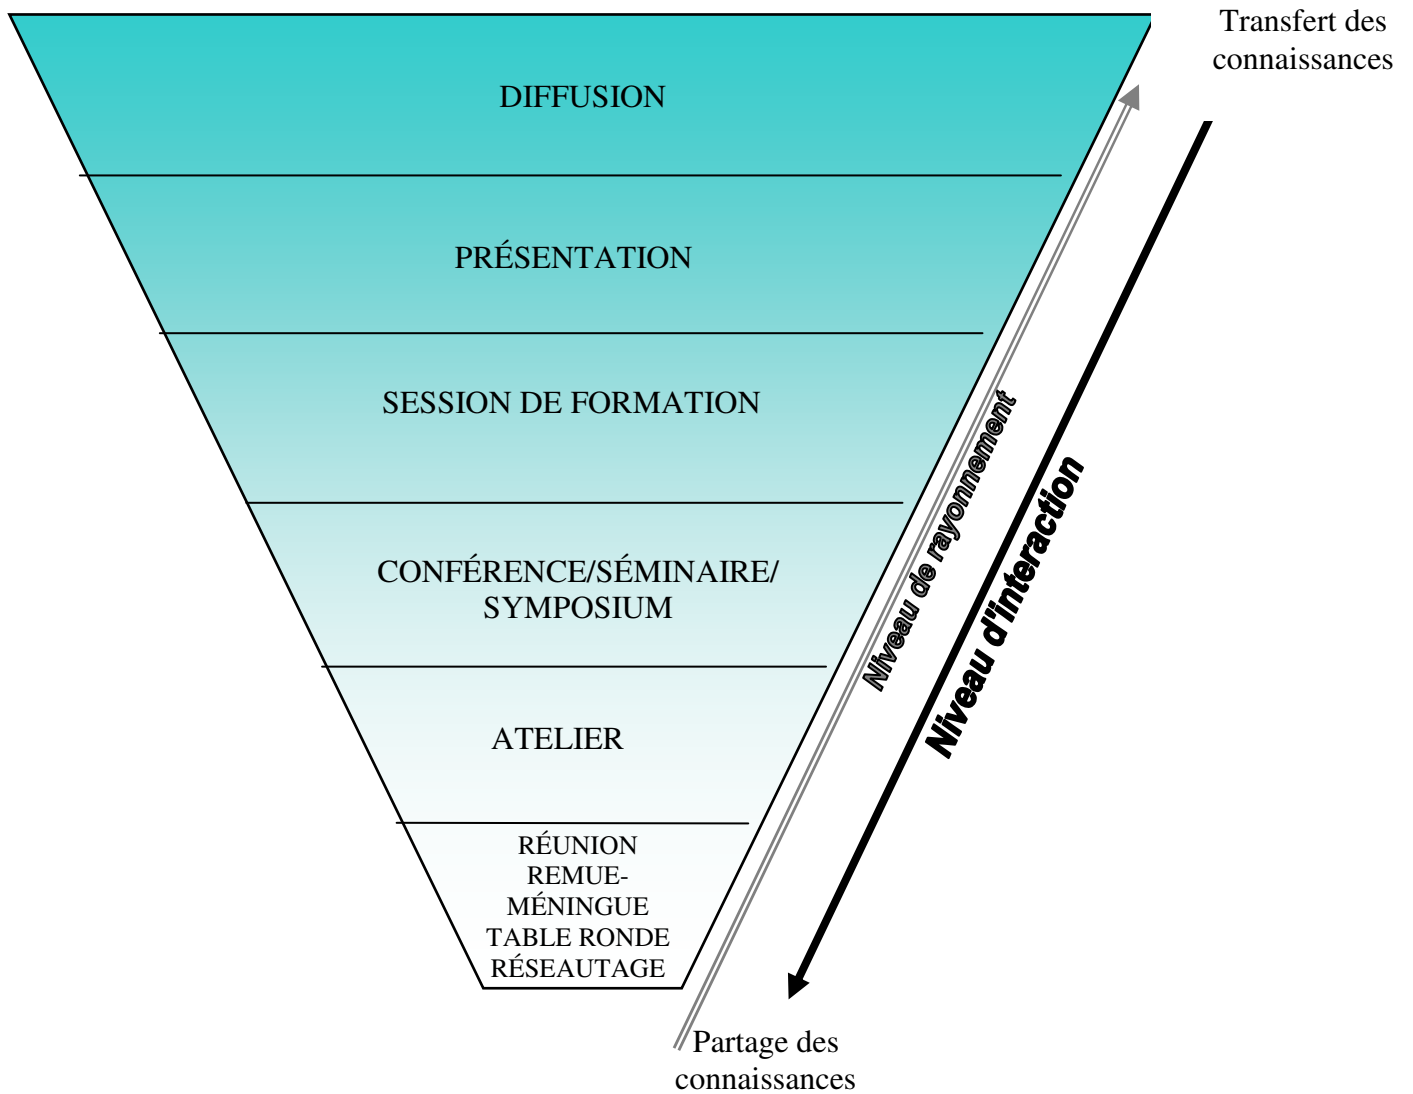 Transfert des
connaissances
DIFFUSION
PRÉSENTATION
SESSION DE FORMATION
CONFÉRENCE/SÉMINAIRE/
SYMPOSIUM
ATELIER
RÉUNION
REMUE-
MÉNINGUE
TABLE RONDE
RÉSEAUTAGE
Niveau de rayonnement
Niveau d'interaction
Partage des
connaissances